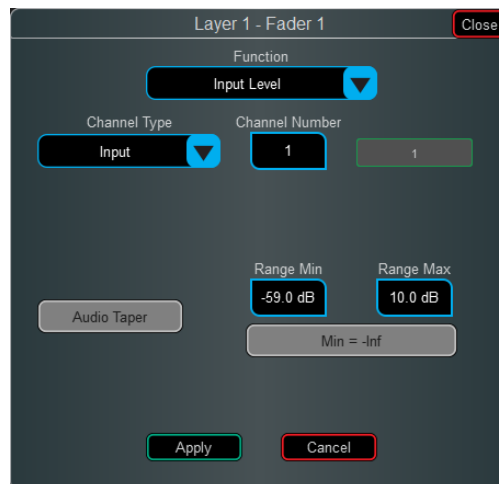 Layer 1 - Fader 1
Close
Function
Input Level
Channel Type
Channel Number
Input
1
1
Range Min
Range Max
-59.0 dB
10.0 dB
Audio Taper
Min = -Inf
Apply
Cancel